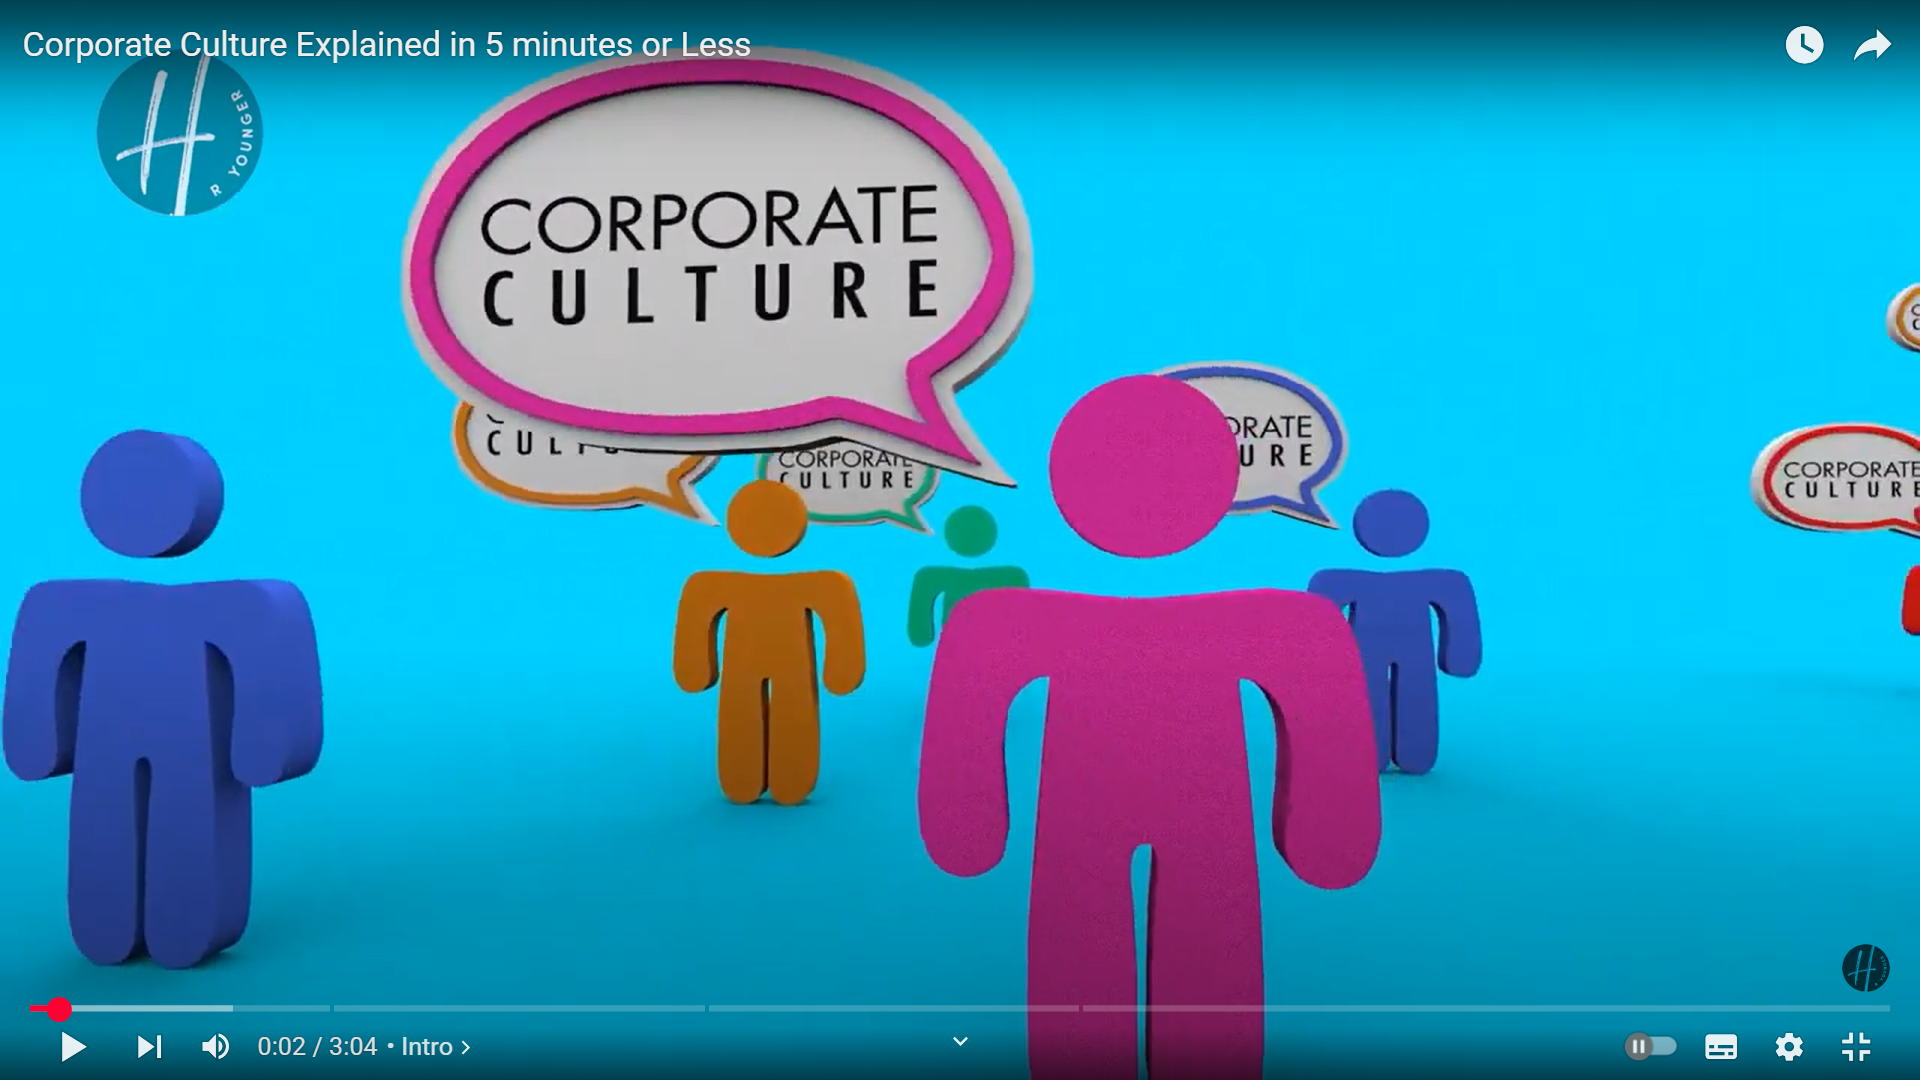 Corporate Culture Explained in 5 minutes or Less
H
R YOUNGER
CORPORATE
CULTURE
CORPORATE
CULTURE
CORPORATE
CULTURE
0:02 / 3:04 • Intro